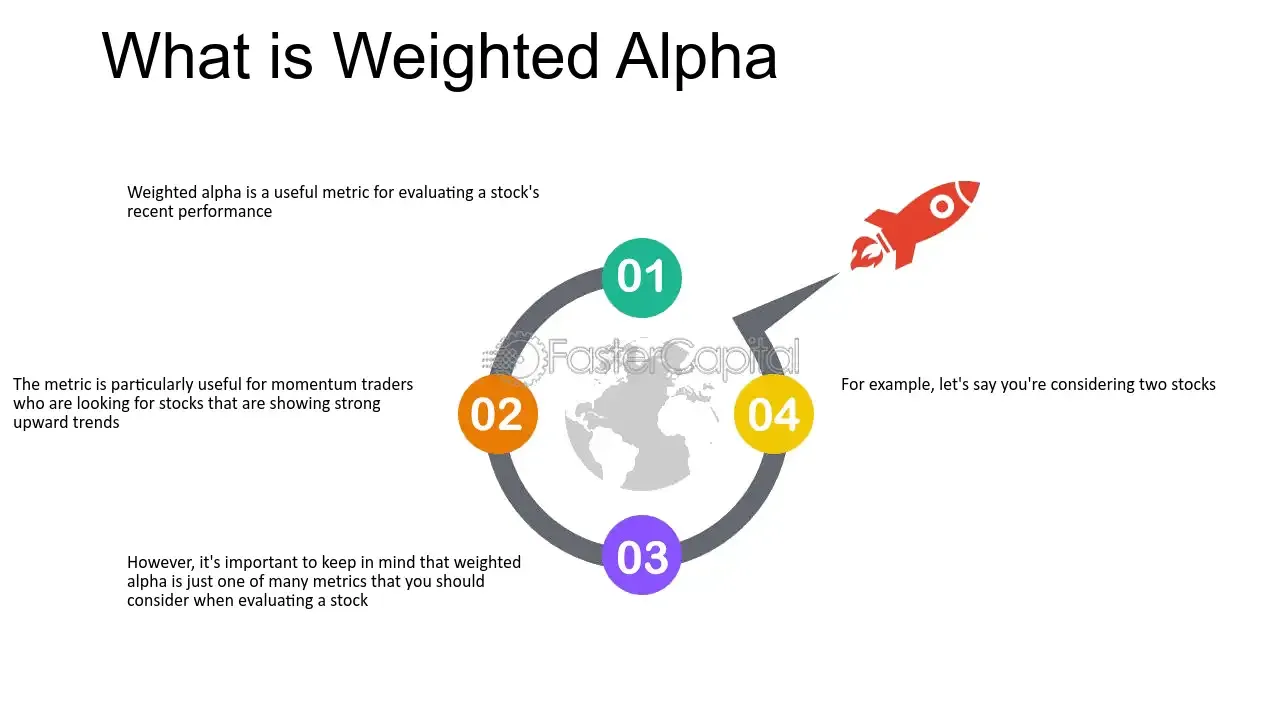 What is Weighted Alpha
Weighted alpha is a useful metric for evaluating a stock's
recent performance
01
FasterCapital
The metric is particularly useful for momentum traders
who are looking for stocks that are showing strong
upward trends
02
04
For example, let's say you're considering two stocks
However, it's important to keep in mind that weighted
alpha is just one of many metrics that you should
consider when evaluating a stock
03